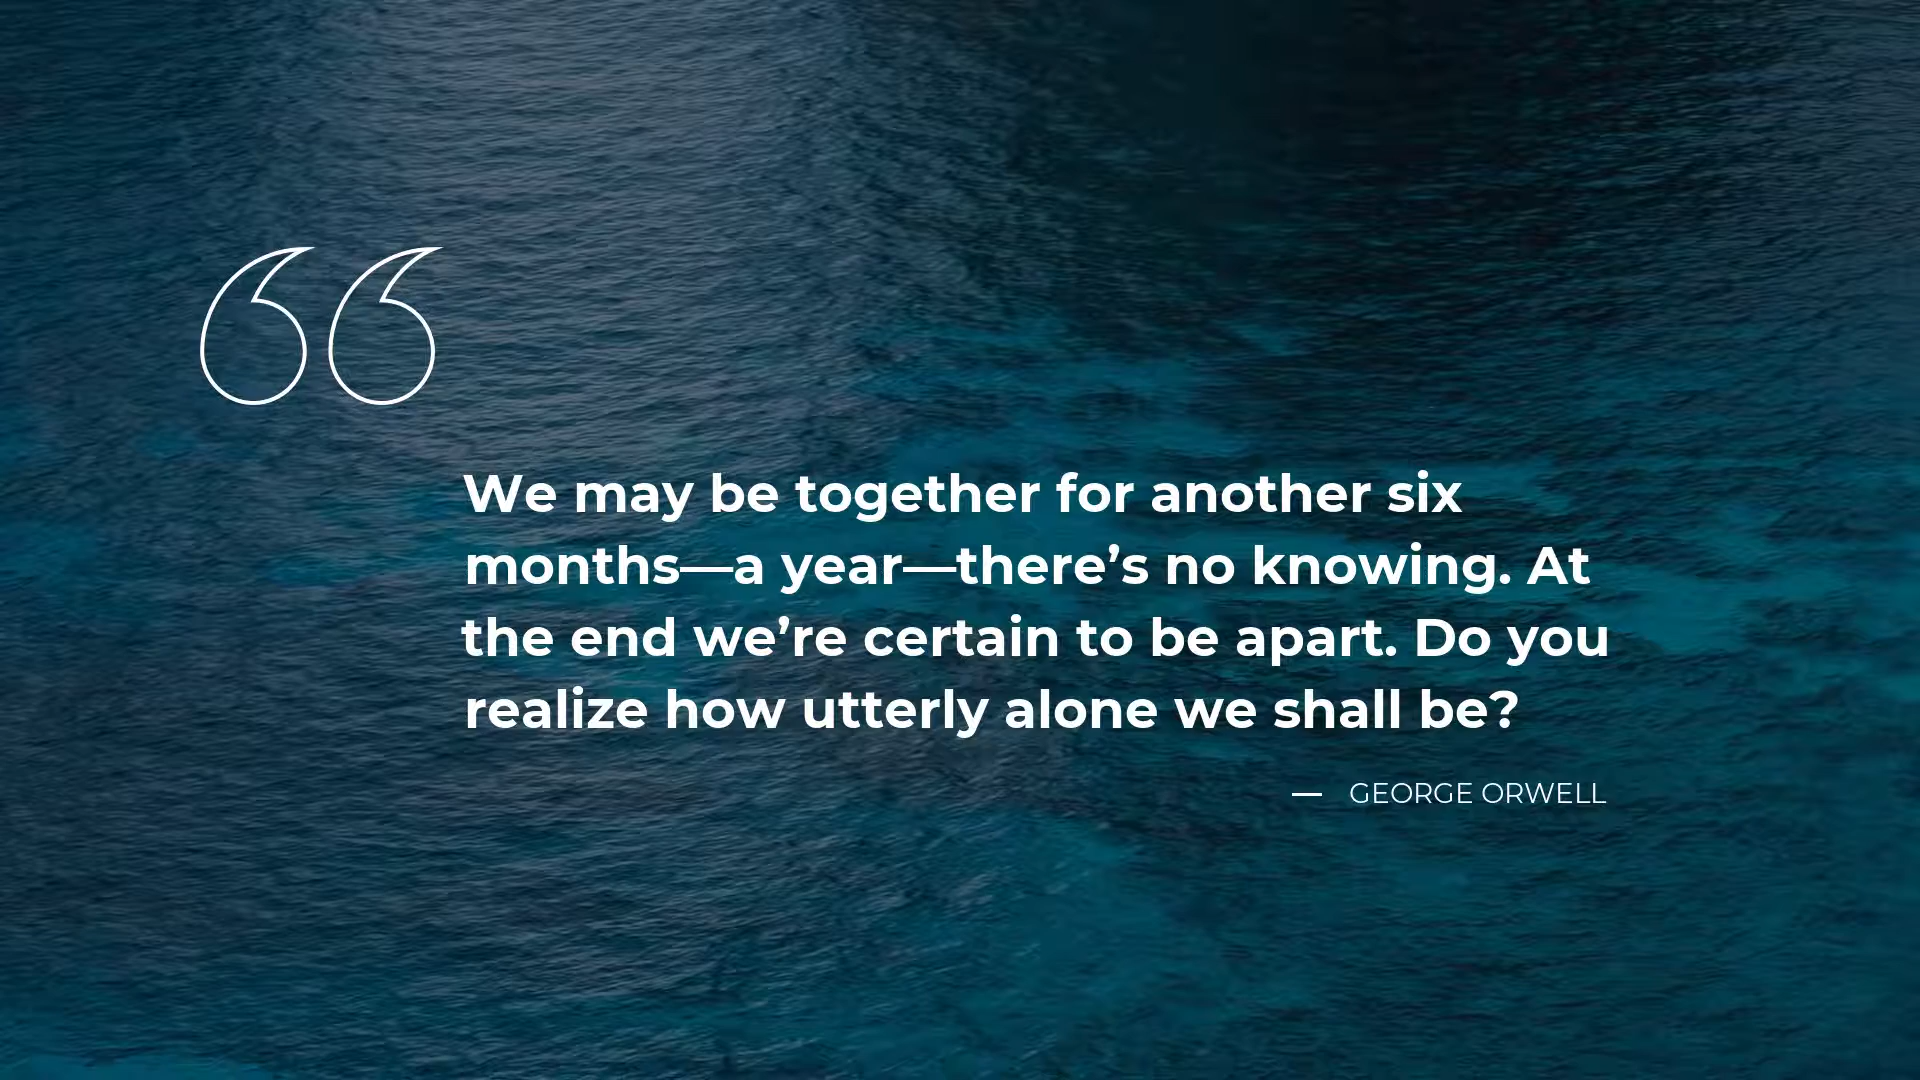 We may be together for another six
months—a year—there’s no knowing. At
the end we’re certain to be apart. Do you
realize how utterly alone we shall be?
— GEORGE ORWELL